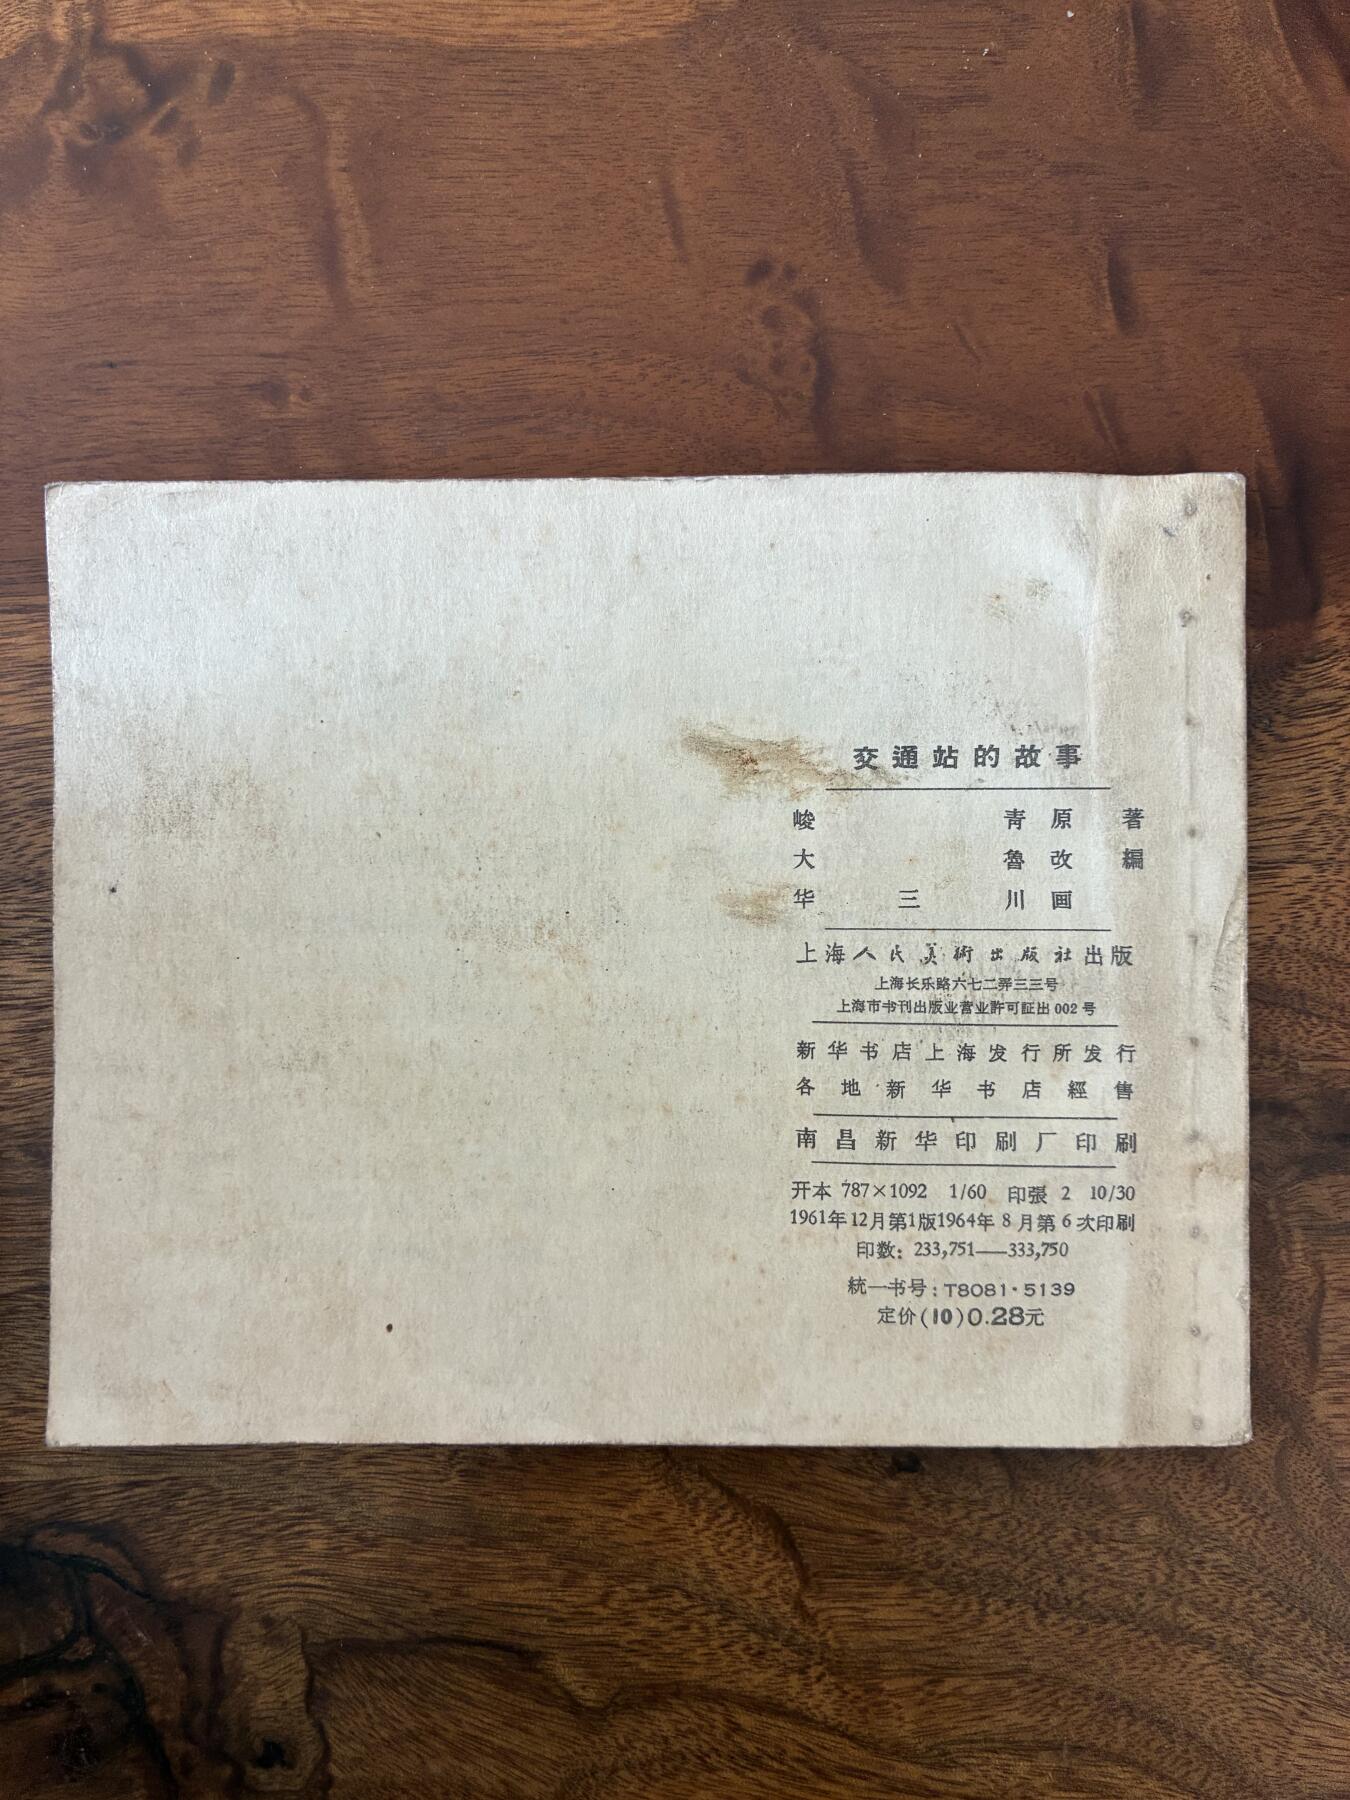 交通站的故事
峻青原著
大魯改編
华三川画
上海人民美術出版社出版
上海长乐路六七二弄三三号
上海市书刊出版业营业許可証出002号
新华书店上海发行所发行
各地新华书店經售
南昌新华印刷厂印刷
开本 787×1092 1/60 印張 2 10/30
1961年12月第1版1964年8月第6次印刷
印数：233,751——333,750
統一书号：T8081·5139
定价(10)0.28元